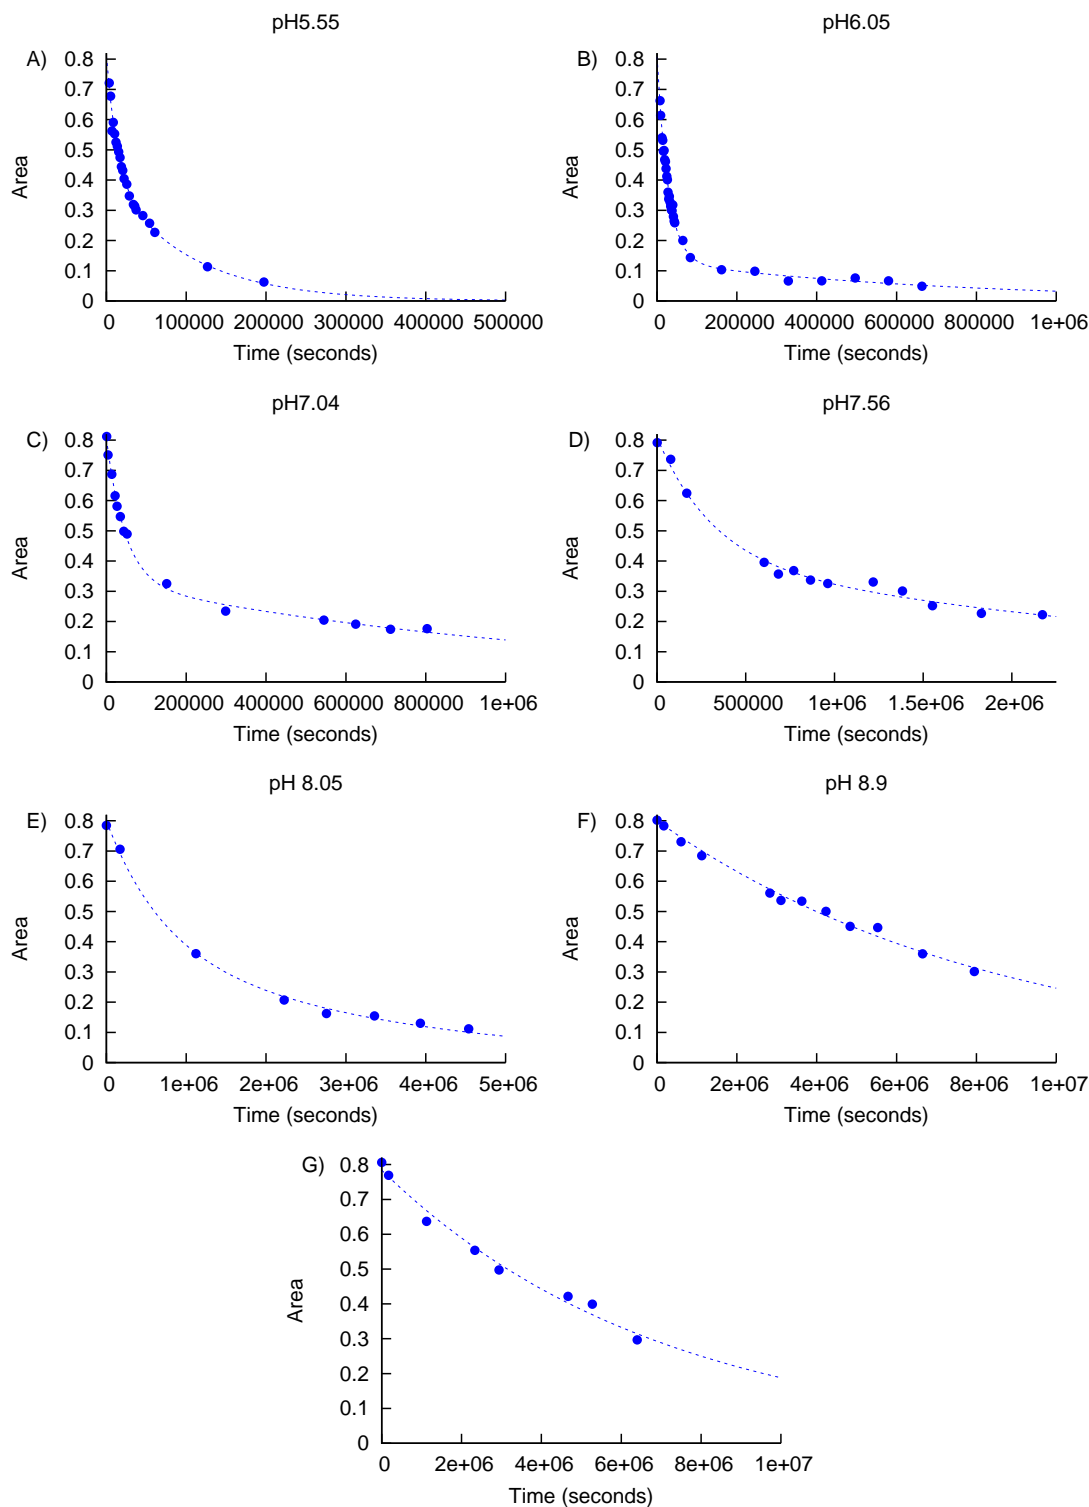 pH5.55
A)
0.8
0.7
0.6
0.5
0.4
0.3
0.2
0.1
0
Area
0 100000 200000 300000 400000 500000
Time (seconds)
pH6.05
B)
0.8
0.7
0.6
0.5
0.4
0.3
0.2
0.1
0
Area
0 200000 400000 600000 800000 1e+06
Time (seconds)
pH7.04
C)
0.8
0.7
0.6
0.5
0.4
0.3
0.2
0.1
0
Area
0 200000 400000 600000 800000 1e+06
Time (seconds)
pH7.56
D)
0.8
0.7
0.6
0.5
0.4
0.3
0.2
0.1
0
Area
0 500000 1e+06 1.5e+06 2e+06
Time (seconds)
pH 8.05
E)
0.8
0.7
0.6
0.5
0.4
0.3
0.2
0.1
0
Area
0 1e+06 2e+06 3e+06 4e+06 5e+06
Time (seconds)
pH 8.9
F)
0.8
0.7
0.6
0.5
0.4
0.3
0.2
0.1
0
Area
0 2e+06 4e+06 6e+06 8e+06 1e+07
Time (seconds)
G)
0.8
0.7
0.6
0.5
0.4
0.3
0.2
0.1
0
Area
0 2e+06 4e+06 6e+06 8e+06 1e+07
Time (seconds)